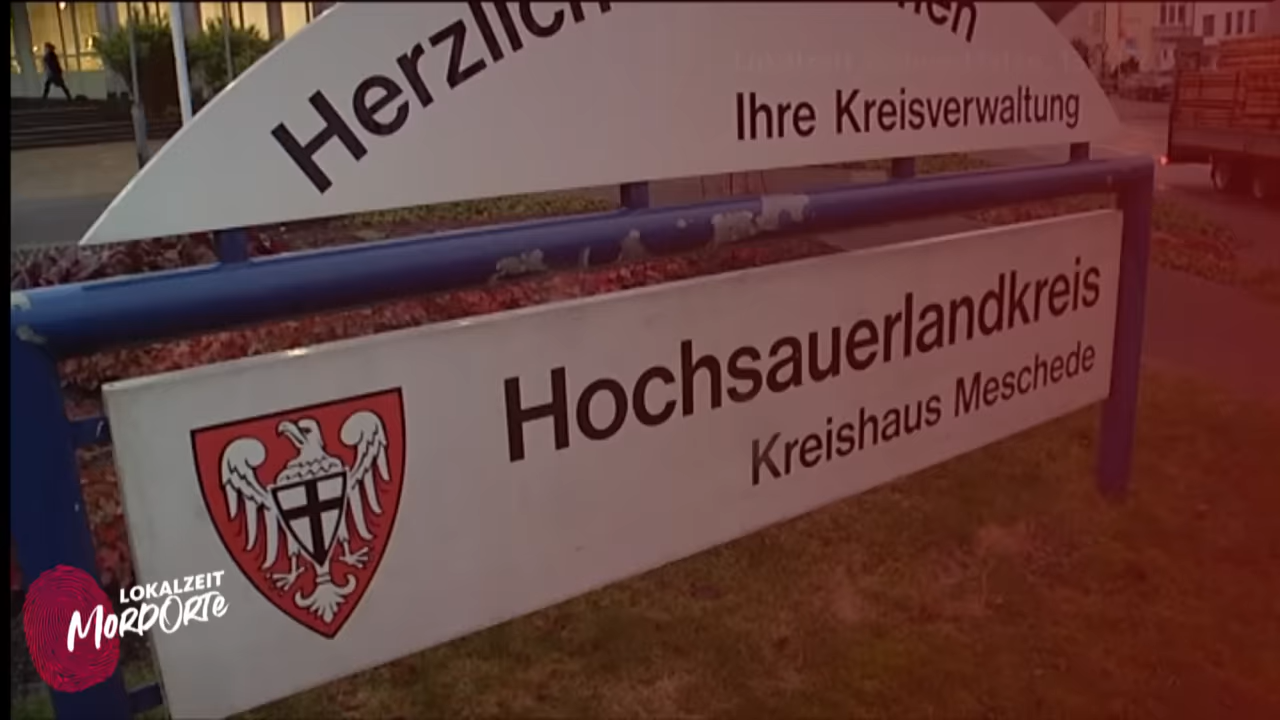 Herzlich
Ihre Kreisverwaltung
Hochsauerlandkreis
Kreishaus Meschede
LOKALZEIT
MORDORTE